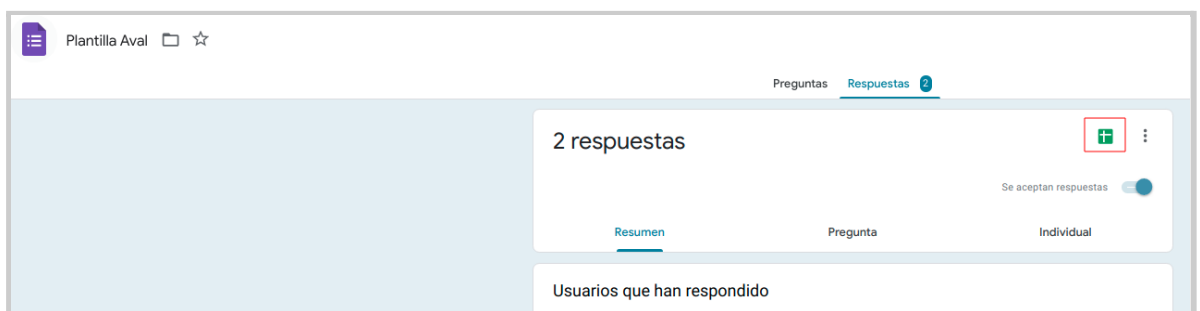 Plantilla Aval
Preguntas Respuestas 2
2 respuestas
Se aceptan respuestas
Resumen Pregunta Individual
Usuarios que han respondido